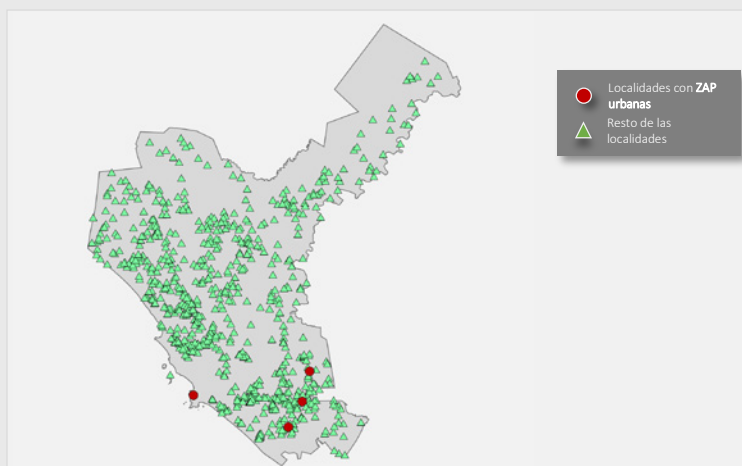 Localidades con ZAP
urbanas
Resto de las
localidades